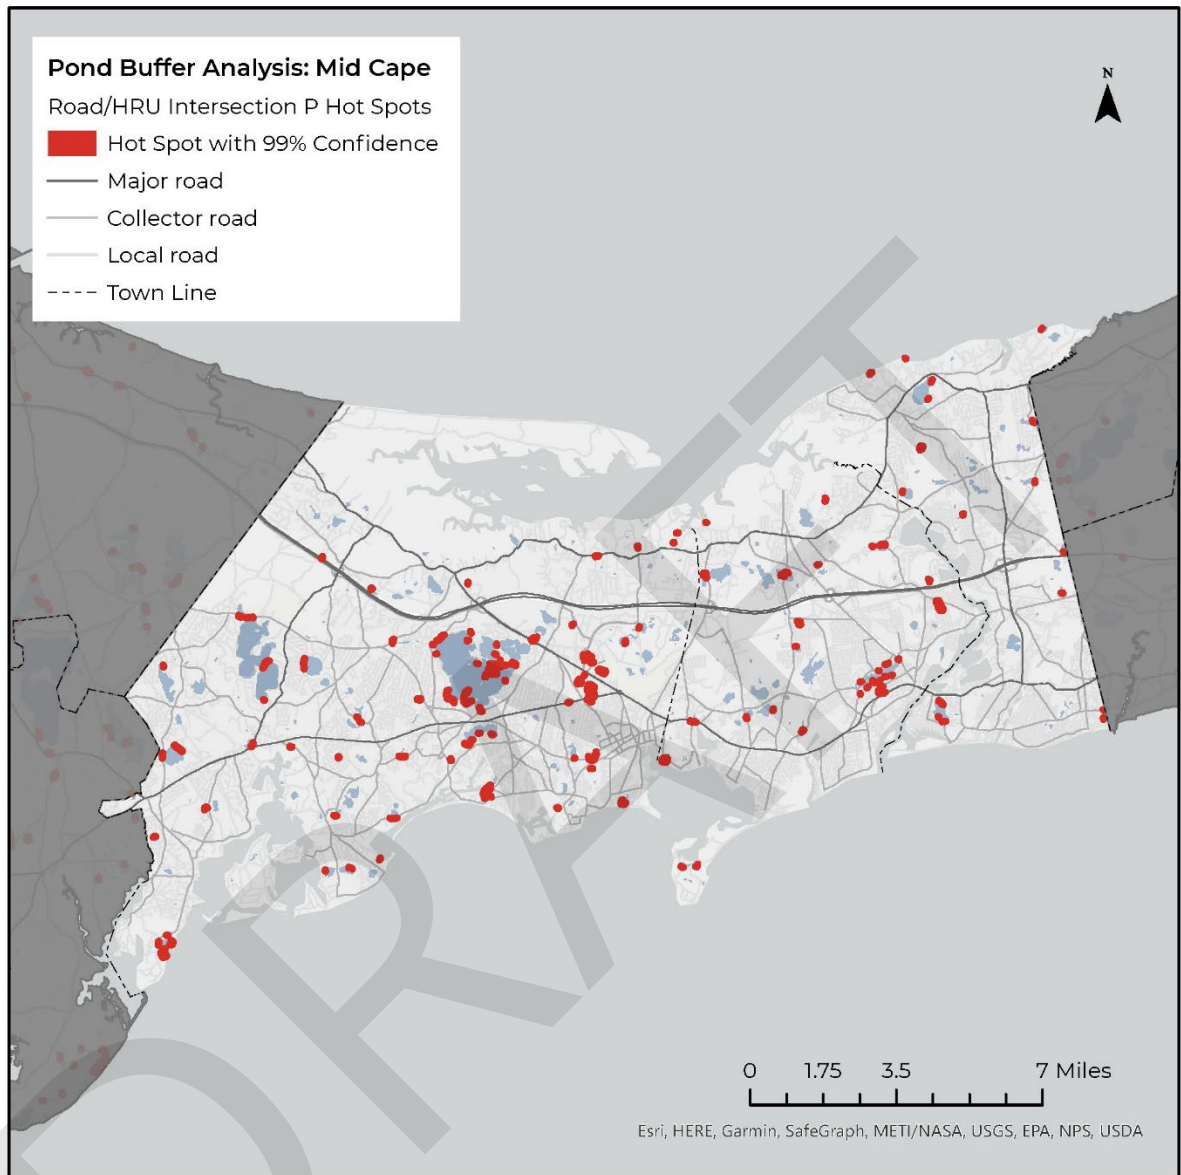 Pond Buffer Analysis: Mid Cape
Road/HRU Intersection P Hot Spots
Hot Spot with 99% Confidence
Major road
Collector road
Local road
Town Line
N
DRAFT
0 1.75 3.5 7 Miles
Esri, HERE, Garmin, SafeGraph, METI/NASA, USGS, EPA, NPS, USDA